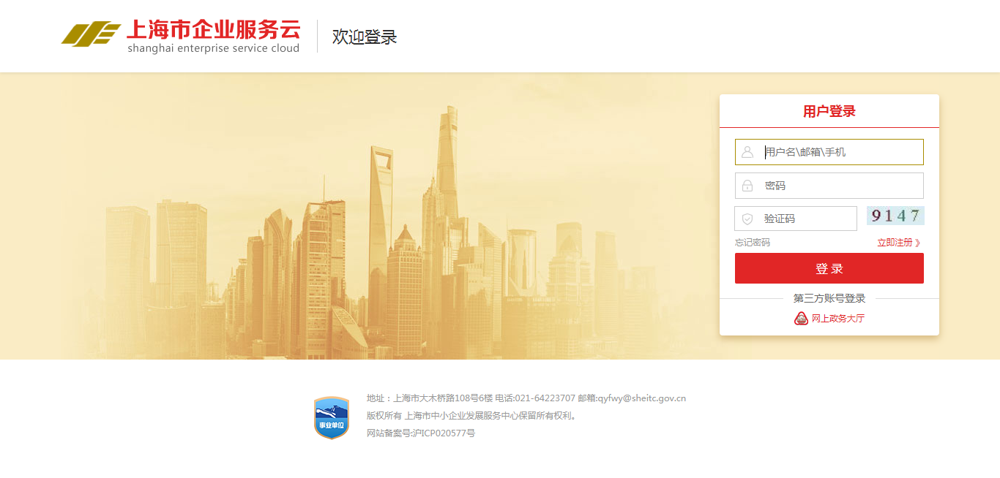 上海市企业服务云
shanghai enterprise service cloud
欢迎登录
用户登录
用户名\邮箱\手机
密码
验证码
9147
忘记密码
立即注册 》
登 录
第三方账号登录
网上政务大厅
事业单位
地址：上海市大木桥路108号6楼 电话:021-64223707 邮箱:qyfwy@sheitc.gov.cn
版权所有 上海市中小企业发展服务中心保留所有权利。
网站备案号:沪ICP020577号